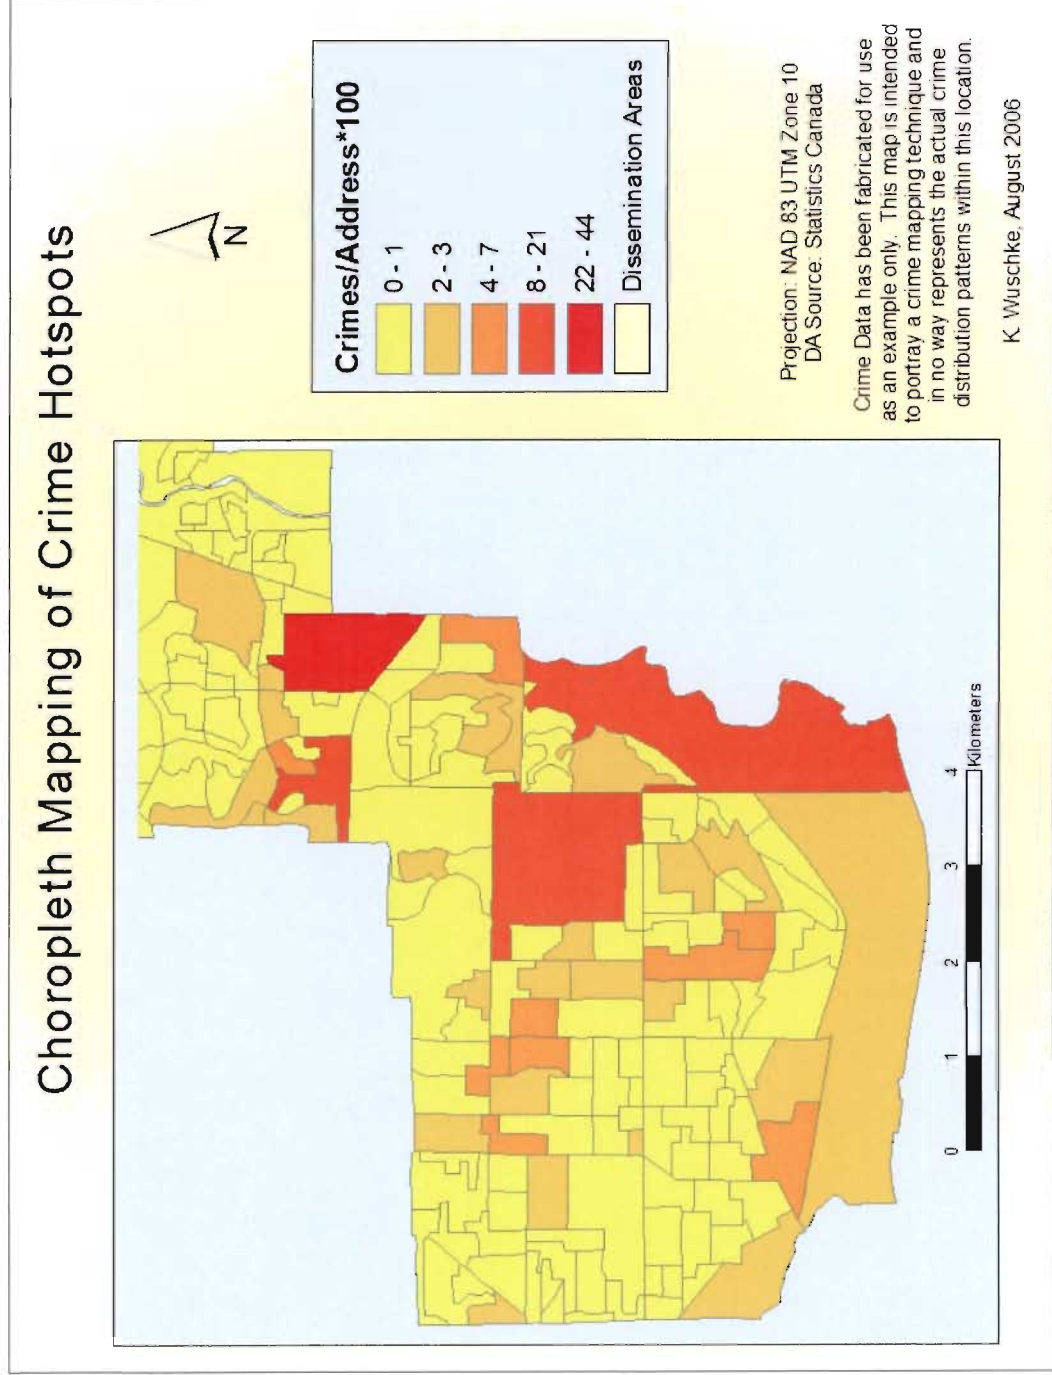 Choropleth Mapping of Crime Hotspots
N
Crimes/Address*100
0 - 1
2 - 3
4 - 7
8 - 21
22 - 44
Dissemination Areas
Projection: NAD 83 UTM Zone 10
DA Source: Statistics Canada
Crime Data has been fabricated for use
as an example only. This map is intended
to portray a crime mapping technique and
in no way represents the actual crime
distribution patterns within this location.
K. Wuschke, August 2006
0 1 2 3 4
Kilometers